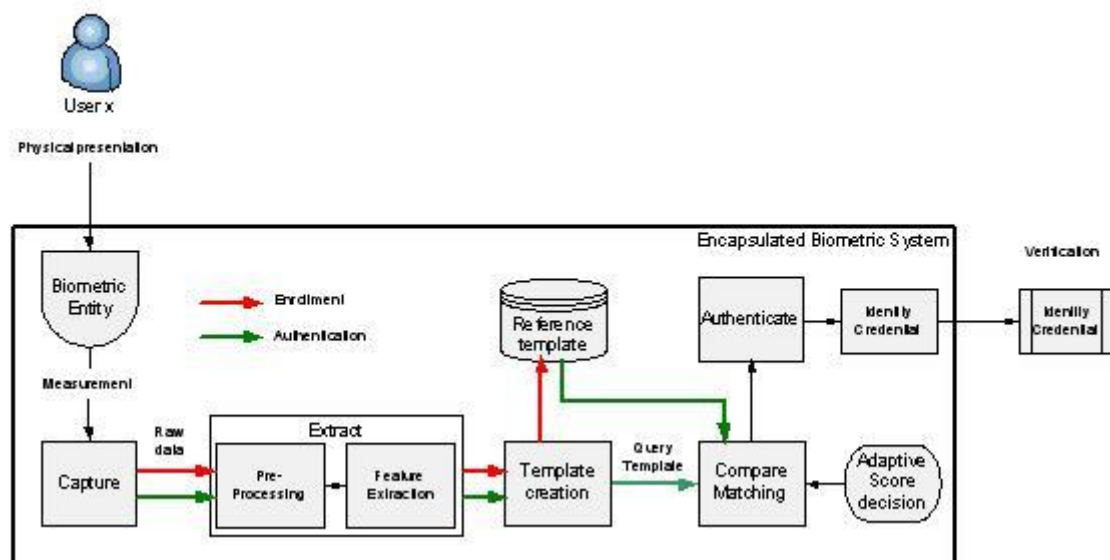 User x
Physical presentation
Encapsulated Biometric System
Verification
Biometric
Entity
Enrollment
Authentication
Reference
template
Authenticate
Identity
Credential
Identity
Credential
Measurement
Raw
data
Extract
Capture
Pre-
Processing
Feature
Extraction
Template
creation
Query
Template
Compare
Matching
Adaptive
Score
decision